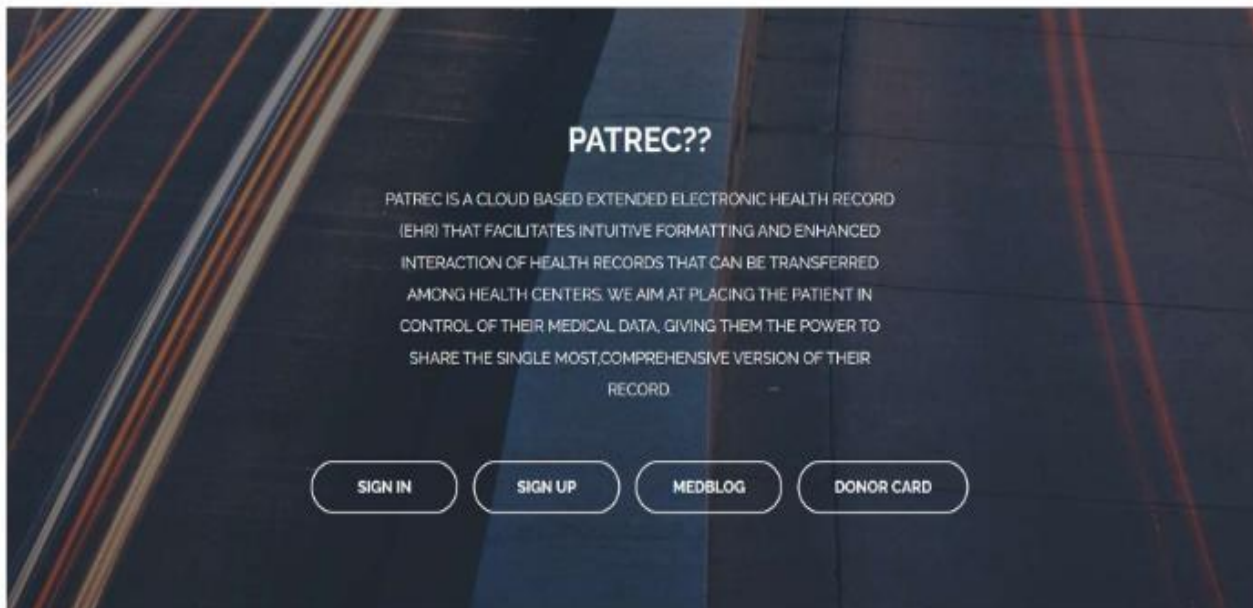 PATREC??
PATREC IS A CLOUD BASED EXTENDED ELECTRONIC HEALTH RECORD
(EHR) THAT FACILITATES INTUITIVE FORMATTING AND ENHANCED
INTERACTION OF HEALTH RECORDS THAT CAN BE TRANSFERRED
AMONG HEALTH CENTERS. WE AIM AT PLACING THE PATIENT IN
CONTROL OF THEIR MEDICAL DATA, GIVING THEM THE POWER TO
SHARE THE SINGLE MOST,COMPREHENSIVE VERSION OF THEIR
RECORD.
SIGN IN
SIGN UP
MEDBLOG
DONOR CARD